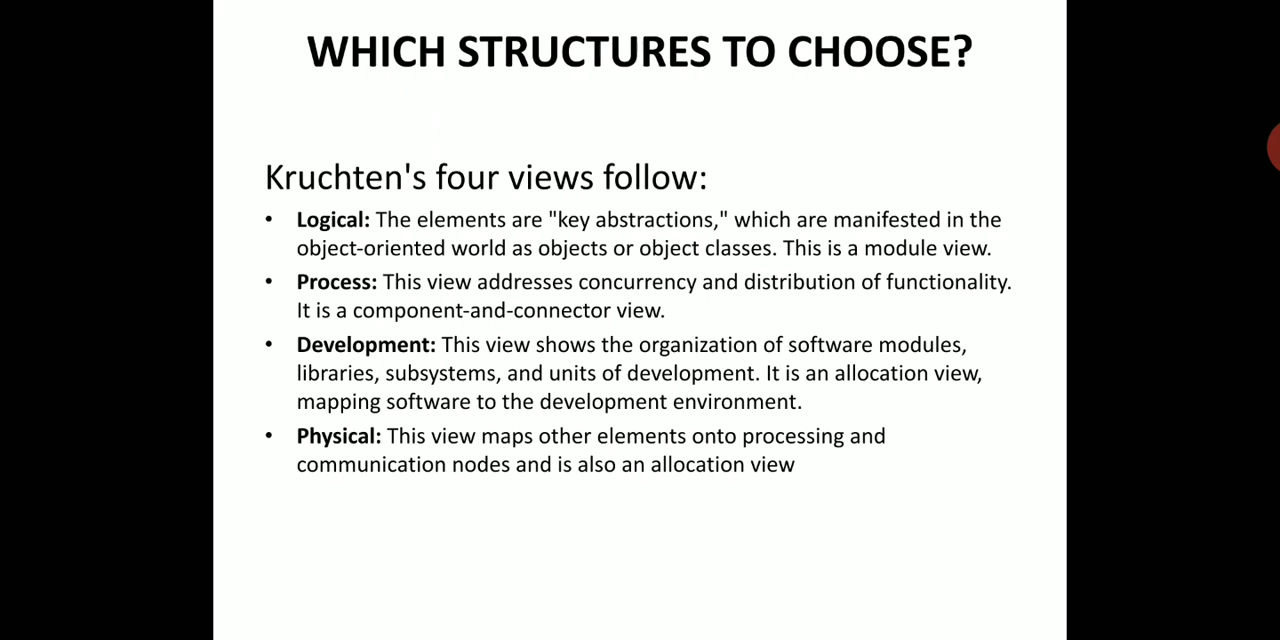 WHICH STRUCTURES TO CHOOSE?
Kruchten's four views follow:
• Logical: The elements are "key abstractions," which are manifested in the
object-oriented world as objects or object classes. This is a module view.
• Process: This view addresses concurrency and distribution of functionality.
It is a component-and-connector view.
• Development: This view shows the organization of software modules,
libraries, subsystems, and units of development. It is an allocation view,
mapping software to the development environment.
• Physical: This view maps other elements onto processing and
communication nodes and is also an allocation view